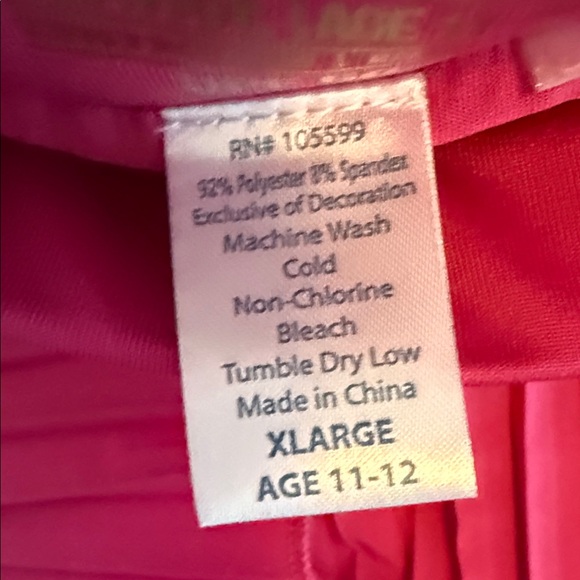 RN# 105599
92% Polyester 8% Spandex
Exclusive of Decoration
Machine Wash
Cold
Non-Chlorine
Bleach
Tumble Dry Low
Made in China
XLARGE
AGE 11-12